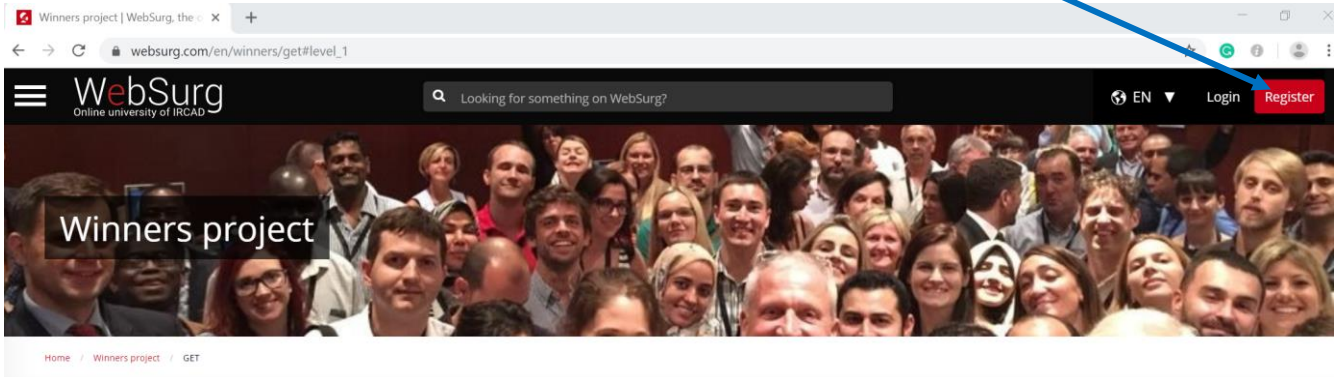 Winners project | WebSurg, the
websurg.com/en/winners/get#level_1
WebSurg
Online university of IRCAD
Looking for something on WebSurg?
EN
Login
Register
Winners project
Home / Winners project / GET